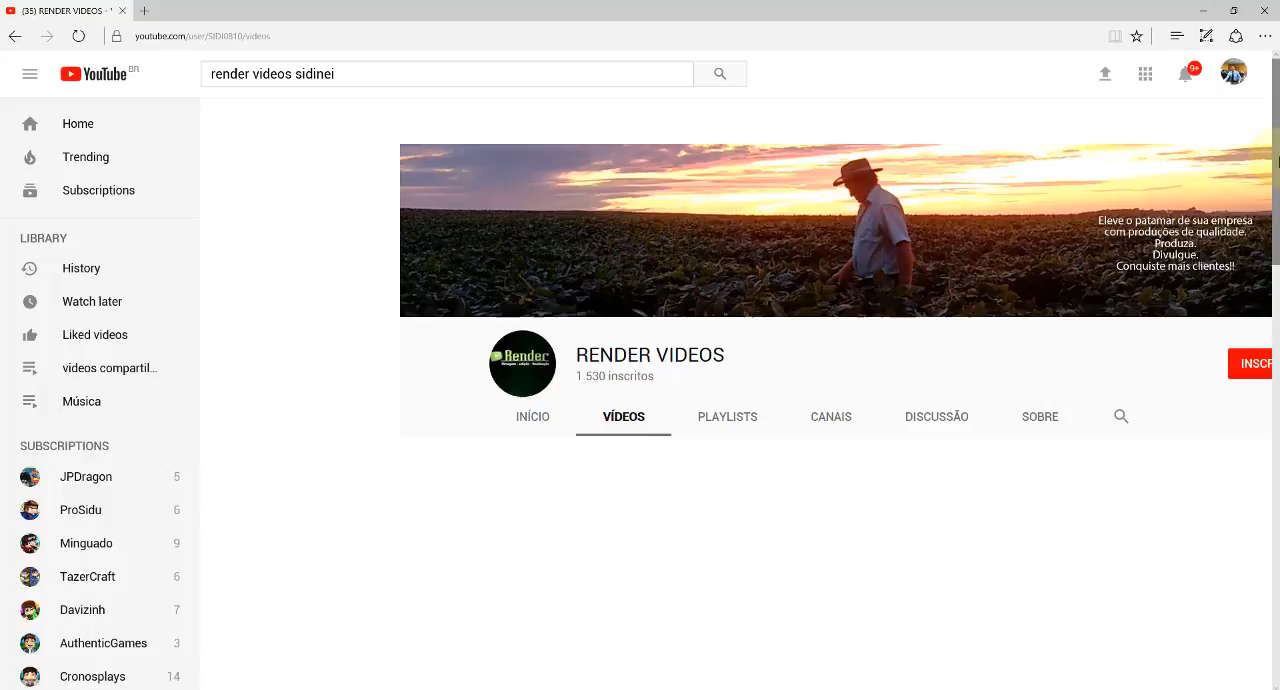 (35) RENDER VIDEOS - 
youtube.com/user/SIDI0810/videos
YouTube BR
render videos sidinei
9+
Home
Trending
Subscriptions
LIBRARY
History
Watch later
Liked videos
videos compartil...
Música
SUBSCRIPTIONS
JPDragon 5
ProSidu 6
Minguado 9
TazerCraft 6
Davizinh 7
AuthenticGames 3
Cronosplays 14
Eleve o patamar de sua empresa
com produções de qualidade.
Produza.
Divulgue.
Conquiste mais clientes!!
Render
RENDER VIDEOS
1 530 inscritos
INSCR
INÍCIO VÍDEOS PLAYLISTS CANAIS DISCUSSÃO SOBRE